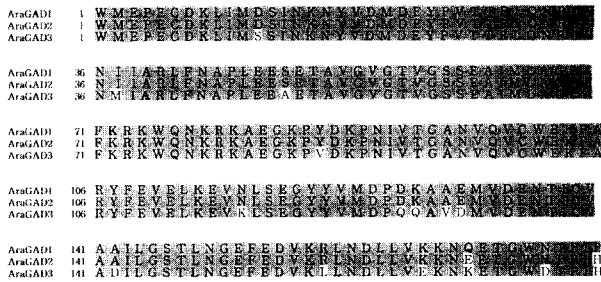 AraGAD1 1 W M E P E C D K L I M D S I N K N Y V D M D E Y P V T
AraGAD2 1 W M E P E C D K L I M D S I N K N Y V D M D E Y P V T
AraGAD3 1 W M E P E C D K L I M D S S T N K N Y V D M D E Y P V T
AraGAD1 36 N I I A R L F N A P L E E S E T A V G V G T V G S S E A
AraGAD2 36 N I I A R L F N A P L E E S E T A V G V G T V G S S E A
AraGAD3 36 N M I A R L F N A P L E E A E T A V G V G T V G S S E A
AraGAD1 71 F K R K W Q N K R K A E G K P Y D K P N I V T G A N V Q V C W E K
AraGAD2 71 F K R K W Q N K R K A E G K P Y D K P N I V T G A N V Q V C W E K
AraGAD3 71 F K R K W Q N K R K A E G K P V D K P N I V T G A N V Q V C W E K
AraGAD1 106 R Y F E V E L K E V N L S E G Y Y V M D P D K A A E M V D E N
AraGAD2 106 R Y F E V E L K E V N L S E G Y Y V M D P D K A A E M V D E N
AraGAD3 106 R Y F E V E L K E V K L S E G Y Y V M D P Q Q A V D M V D E N
AraGAD1 141 A A I L G S T L N G E F E D V K R L N D L L V K K N Q E T G W N
AraGAD2 141 A A I L G S T L N G E F E D V K R L N D L L V K K N E E T G W N
AraGAD3 141 A D I L G S T L N G E F E D V K L L N D L L V E K N K E T G W D